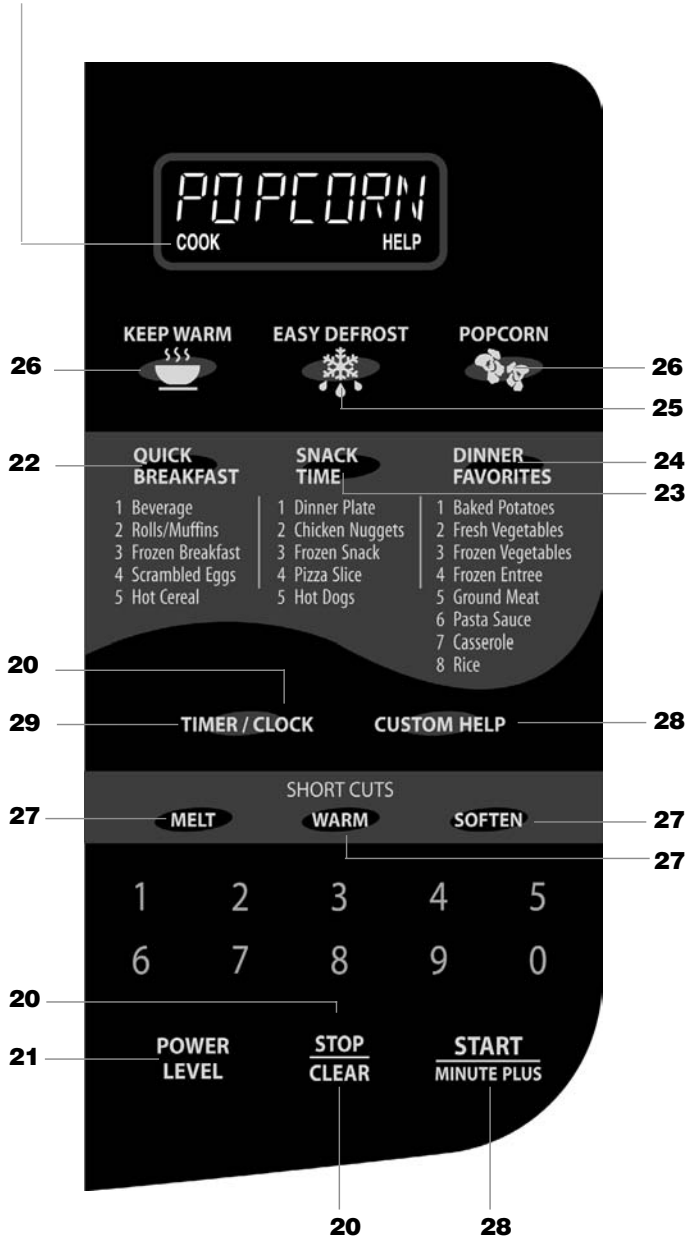 POPCORN
COOK HELP
KEEP WARM EASY DEFROST POPCORN
26 26
25
22 QUICK BREAKFAST SNACK TIME DINNER FAVORITES 24
23
1 Beverage
2 Rolls/Muffins
3 Frozen Breakfast
4 Scrambled Eggs
5 Hot Cereal
1 Dinner Plate
2 Chicken Nuggets
3 Frozen Snack
4 Pizza Slice
5 Hot Dogs
1 Baked Potatoes
2 Fresh Vegetables
3 Frozen Vegetables
4 Frozen Entree
5 Ground Meat
6 Pasta Sauce
7 Casserole
8 Rice
20
29 TIMER / CLOCK CUSTOM HELP 28
SHORT CUTS
27 MELT WARM SOFTEN 27
27
1 2 3 4 5
6 7 8 9 0
20
21 POWER LEVEL STOP CLEAR START MINUTE PLUS
20 28